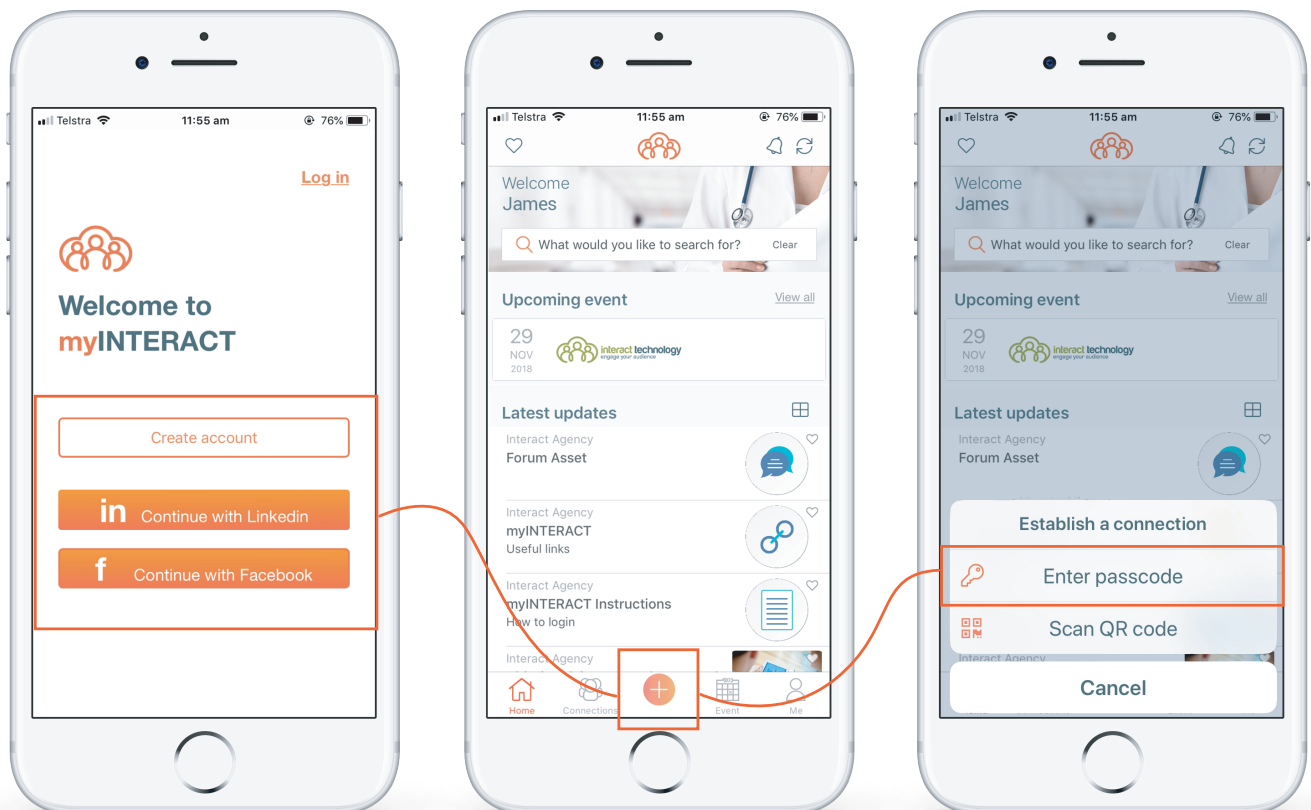 Telstra 11:55 am 76%
Log in
Welcome to
myINTERACT
Create account
in Continue with Linkedin
f Continue with Facebook
Telstra 11:55 am 76%
Welcome
James
What would you like to search for? Clear
Upcoming event View all
29
NOV
2018
interact technology
engage your audience
Latest updates
Interact Agency
Forum Asset
Interact Agency
myINTERACT
Useful links
Interact Agency
myINTERACT Instructions
How to login
Interact Agency
Home Connections Event Me
Telstra 11:55 am 76%
Welcome
James
What would you like to search for? Clear
Upcoming event View all
29
NOV
2018
interact technology
engage your audience
Latest updates
Interact Agency
Forum Asset
Establish a connection
Enter passcode
Scan QR code
Interact Agency
Cancel